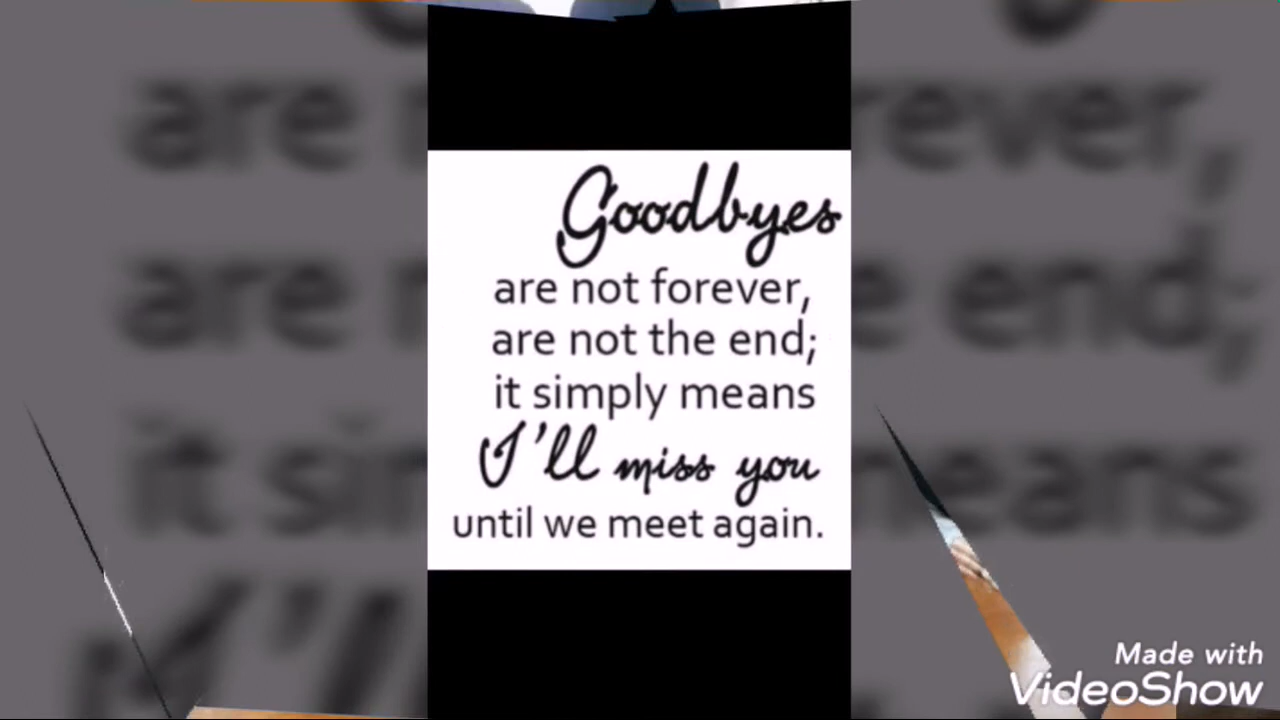 Goodbyes
are not forever,
are not the end;
it simply means
I'll miss you
until we meet again.
Made with
VideoShow